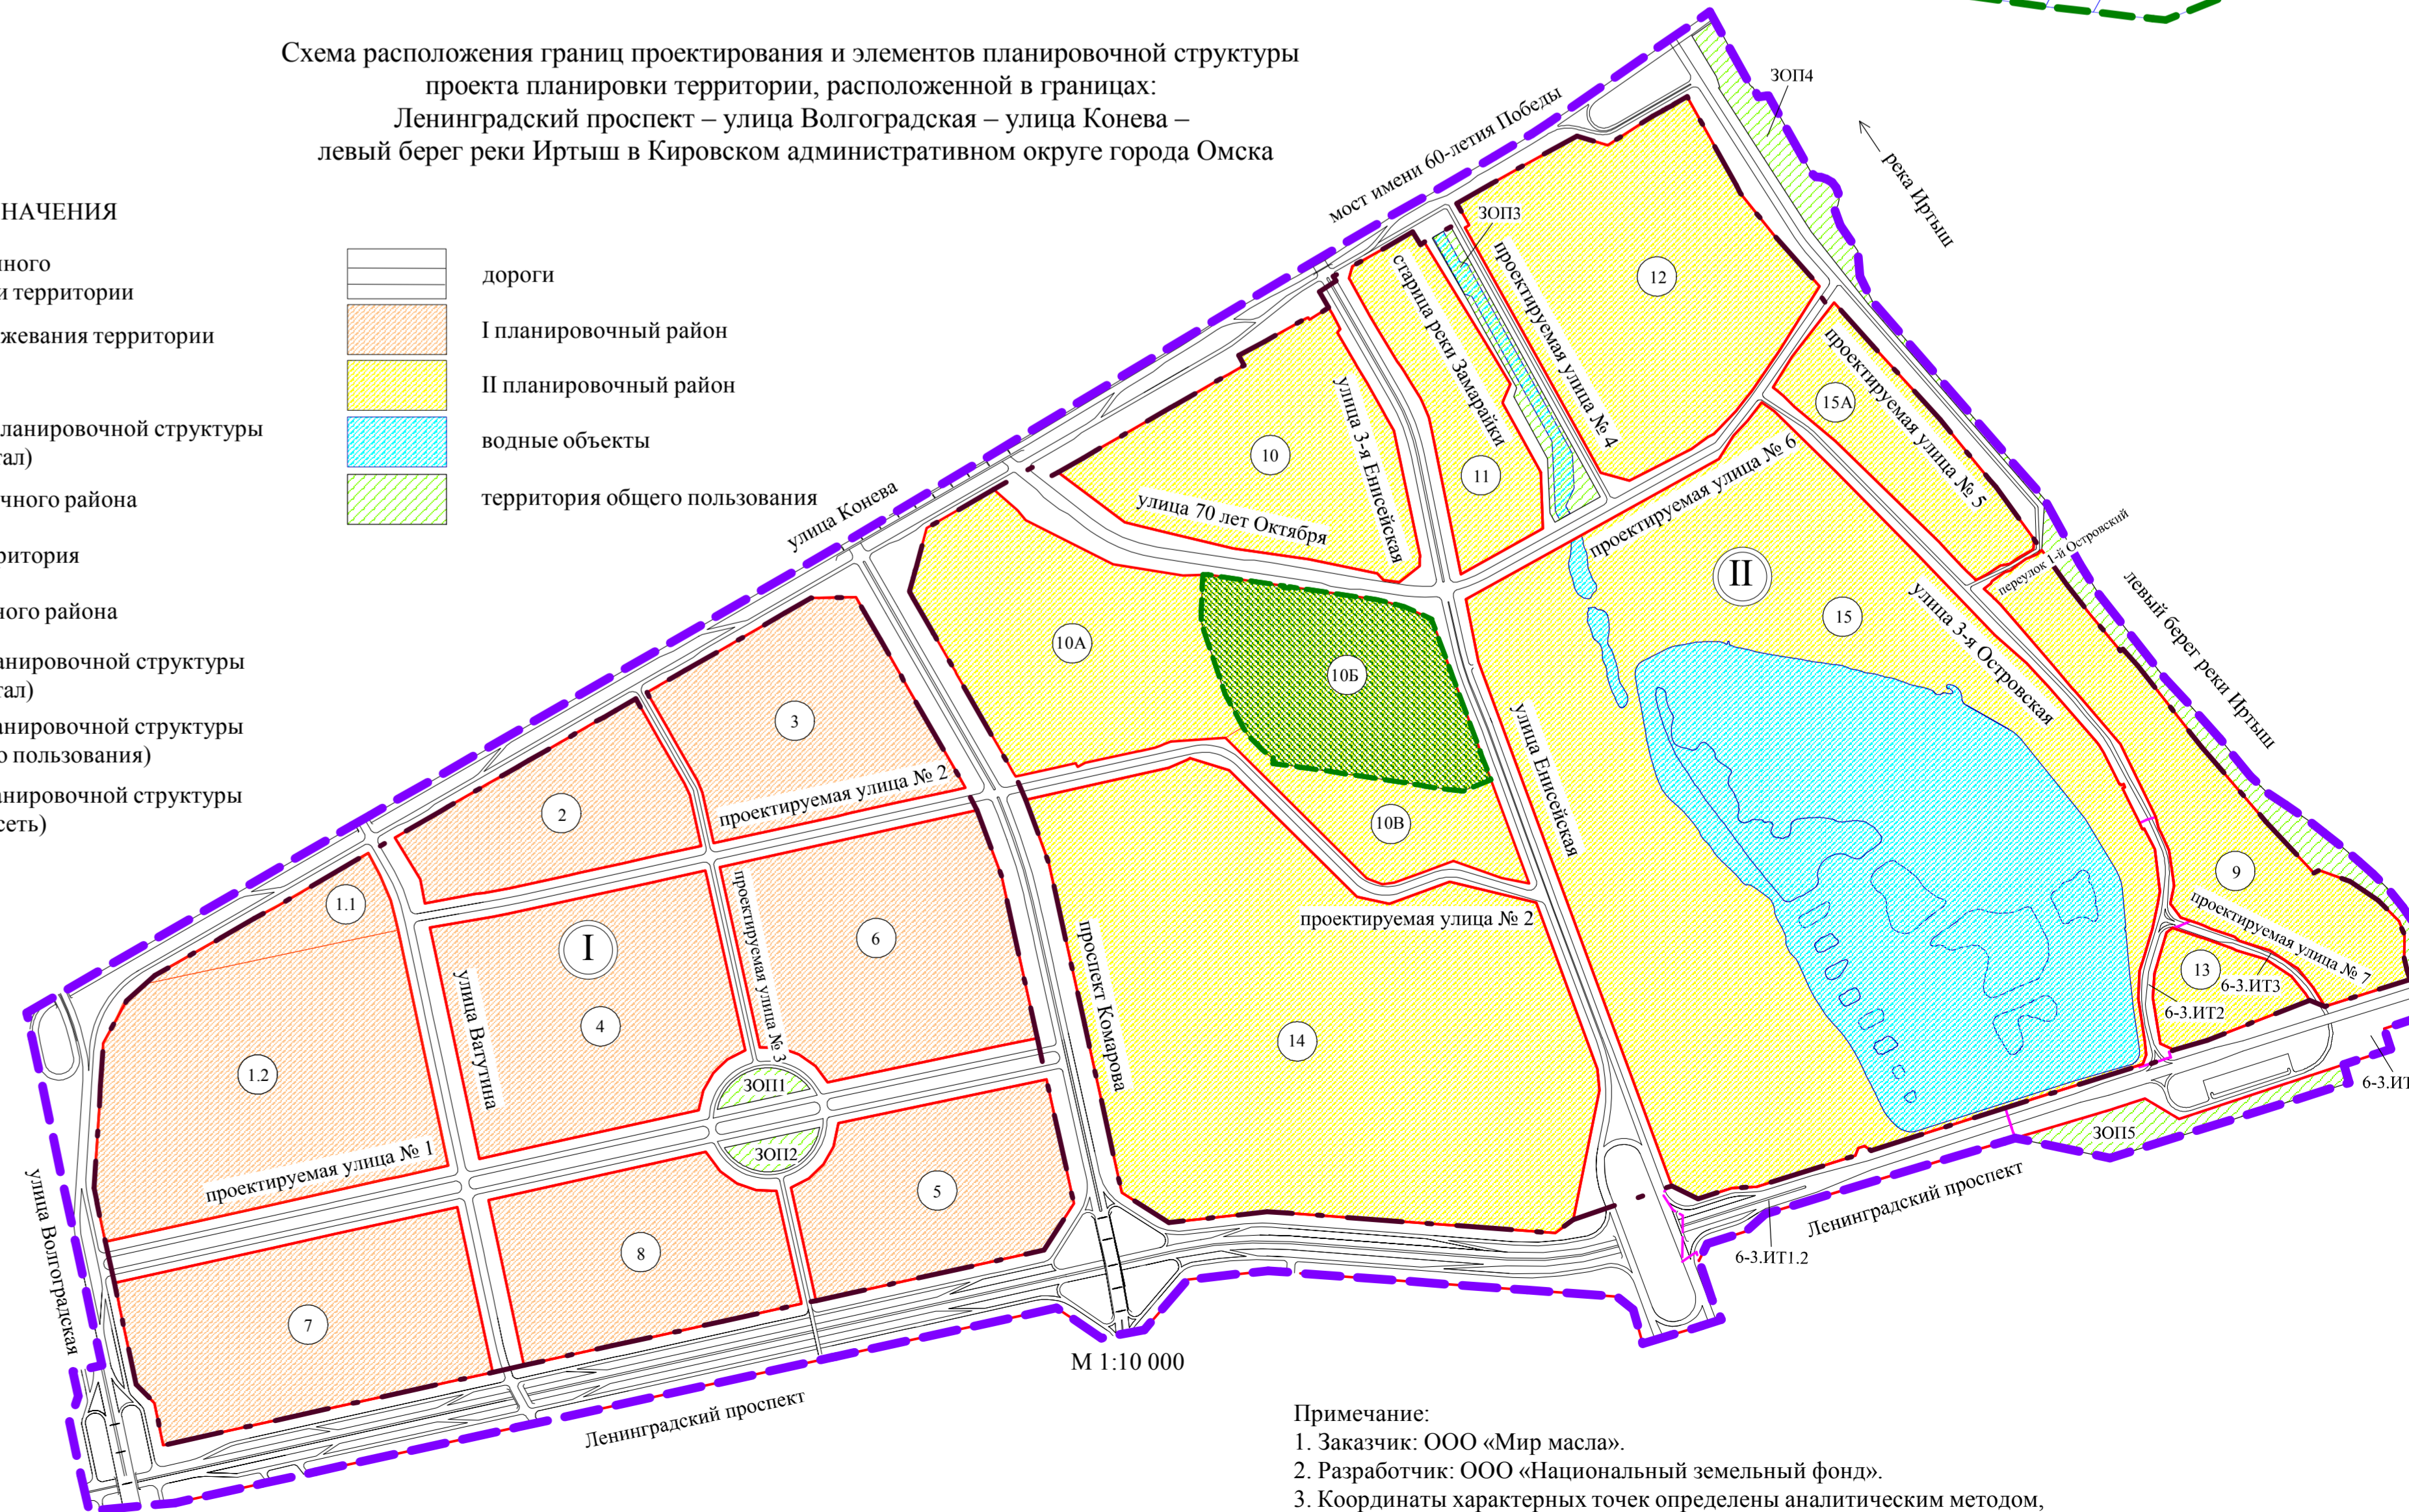 Схема расположения границ проектирования и элементов планировочной структуры
проекта планировки территории, расположенной в границах:
Ленинградский проспект – улица Волгоградская – улица Конева –
левый берег реки Иртыш в Кировском административном округе города Омска
НАЧЕНИЯ
территории
жевания территории
ланировочной структуры
тал)
чного района
ритория
ного района
анировочной структуры
тал)
анировочной структуры
о пользования)
анировочной структуры
сеть)
дороги
I планировочный район
II планировочный район
водные объекты
территория общего пользования
ЗОП4
река Иртыш
мост имени 60-летия Победы
ЗОП3
12
старица реки Замарайки
проектируемая улица № 4
проектируемая улица № 5
15А
улица 3-я Енисейская
10
11
улица 70 лет Октября
проектируемая улица № 6
улица Конева
переулок 1-й Островский
II
15
улица 3-я Островская
левый берег реки Иртыш
10А
10Б
3
улица Енисейская
проектируемая улица № 2
2
10В
9
1.1
проектируемая улица № 3
6
проектируемая улица № 2
проектируемая улица № 7
I
улица Ватутина
проспект Комарова
13
6-3.ИТ3
6-3.ИТ2
4
14
1.2
6-3.ИТ
ЗОП1
ЗОП5
проектируемая улица № 1
ЗОП2
5
Ленинградский проспект
улица Волгоградская
8
6-3.ИТ1.2
7
М 1:10 000
Ленинградский проспект
Примечание:
1. Заказчик: ООО «Мир масла».
2. Разработчик: ООО «Национальный земельный фонд».
3. Координаты характерных точек определены аналитическим методом,